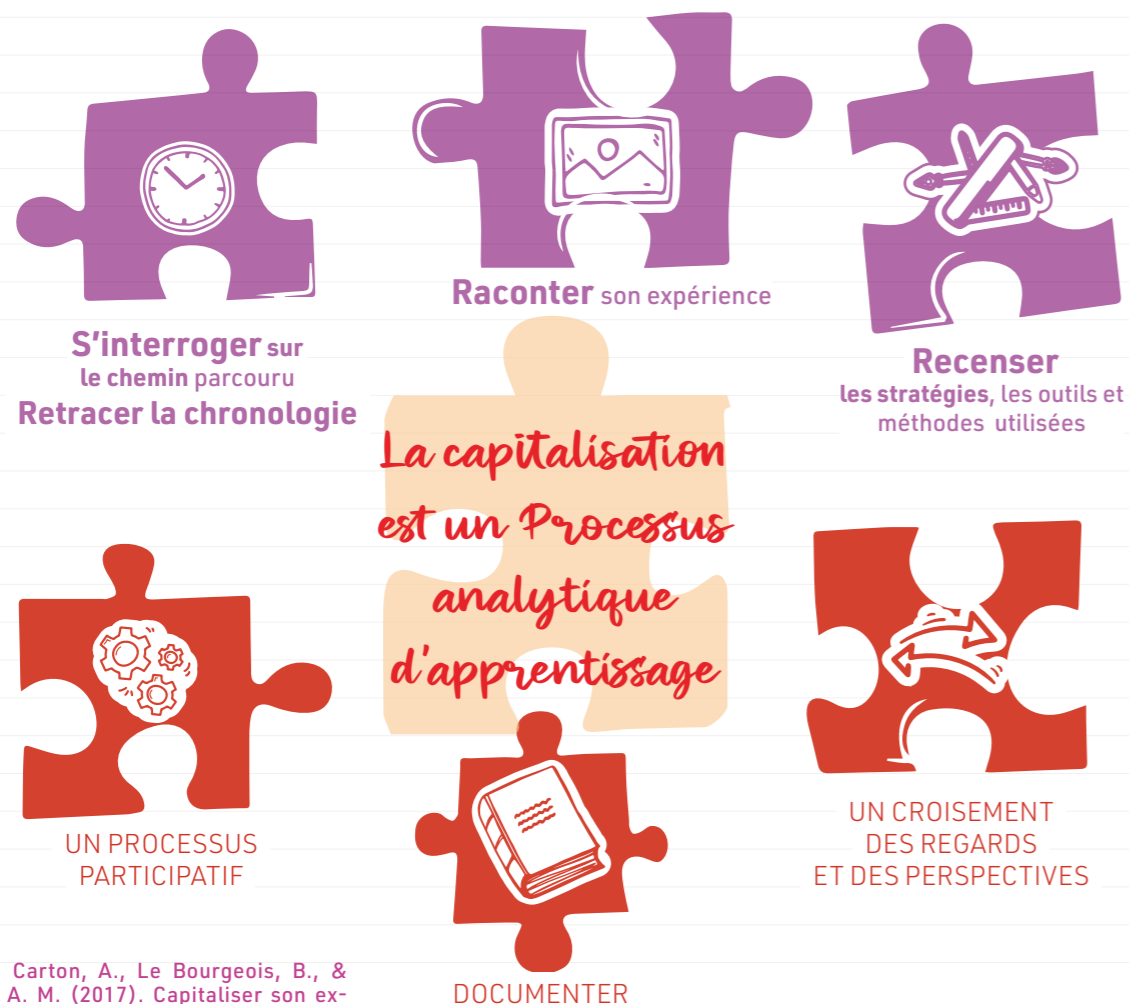 Raconter son expérience
S'interroger sur
le chemin parcouru
Retracer la chronologie
Recenser
les stratégies, les outils et
méthodes utilisées
La capitalisation
est un Processus
analytique
d'apprentissage
UN PROCESSUS
PARTICIPATIF
UN CROISEMENT
DES REGARDS
ET DES PERSPECTIVES
DOCUMENTER
Carton, A., Le Bourgeois, B., &
A. M. (2017). Capitaliser son ex-